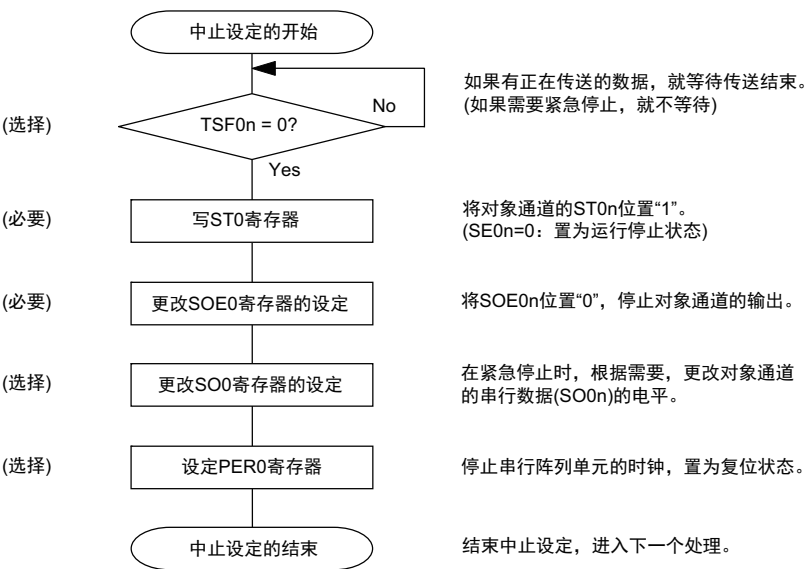 中止设定的开始
如果有正在传送的数据，就等待传送结束。
(如果需要紧急停止，就不等待)
(选择)
TSF0n = 0?
No
Yes
(必要)
写ST0寄存器
将对象通道的ST0n位置“1”。
(SE0n=0：置为运行停止状态)
(必要)
更改SOE0寄存器的设定
将SOE0n位置“0”，停止对象通道的输出。
(选择)
更改SO0寄存器的设定
在紧急停止时，根据需要，更改对象通道
的串行数据(SO0n)的电平。
(选择)
设定PER0寄存器
停止串行阵列单元的时钟，置为复位状态。
中止设定的结束
结束中止设定，进入下一个处理。